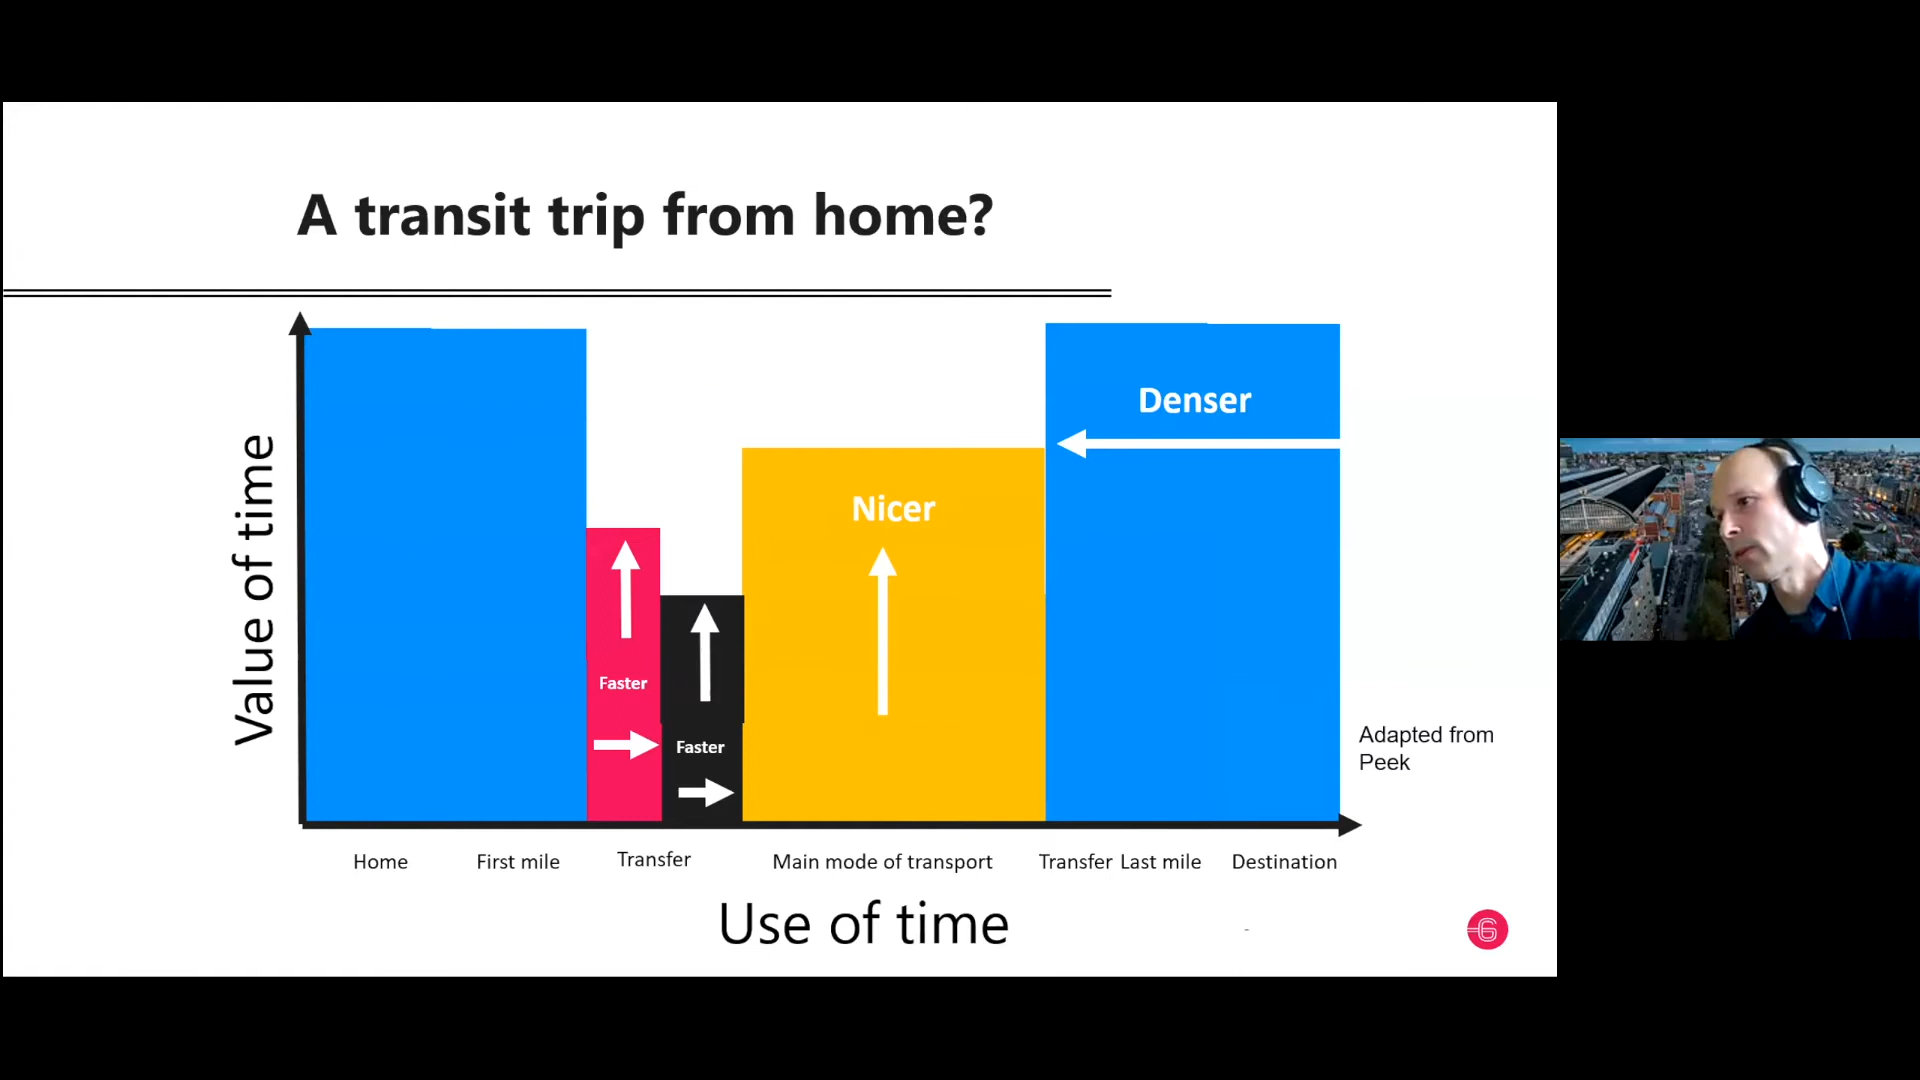 A transit trip from home?
Value of time
Denser
Nicer
Faster
Faster
Adapted from
Peek
Home
First mile
Transfer
Main mode of transport
Transfer
Last mile
Destination
Use of time
6